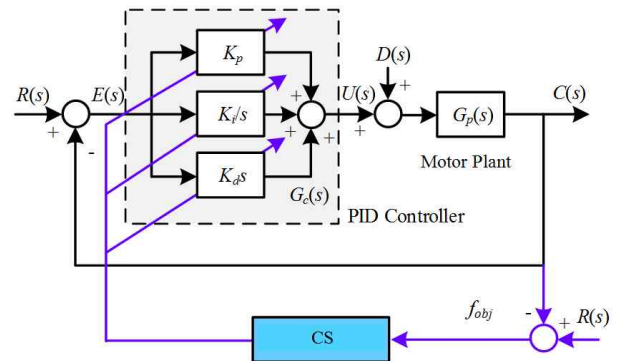 K_p
D(s)
R(s)
E(s)
+
U(s)
+
C(s)
+
K_i/s
+
+
+
G_p(s)
-
K_d s
G_c(s)
Motor Plant
PID Controller
f_obj
-
+
R(s)
CS